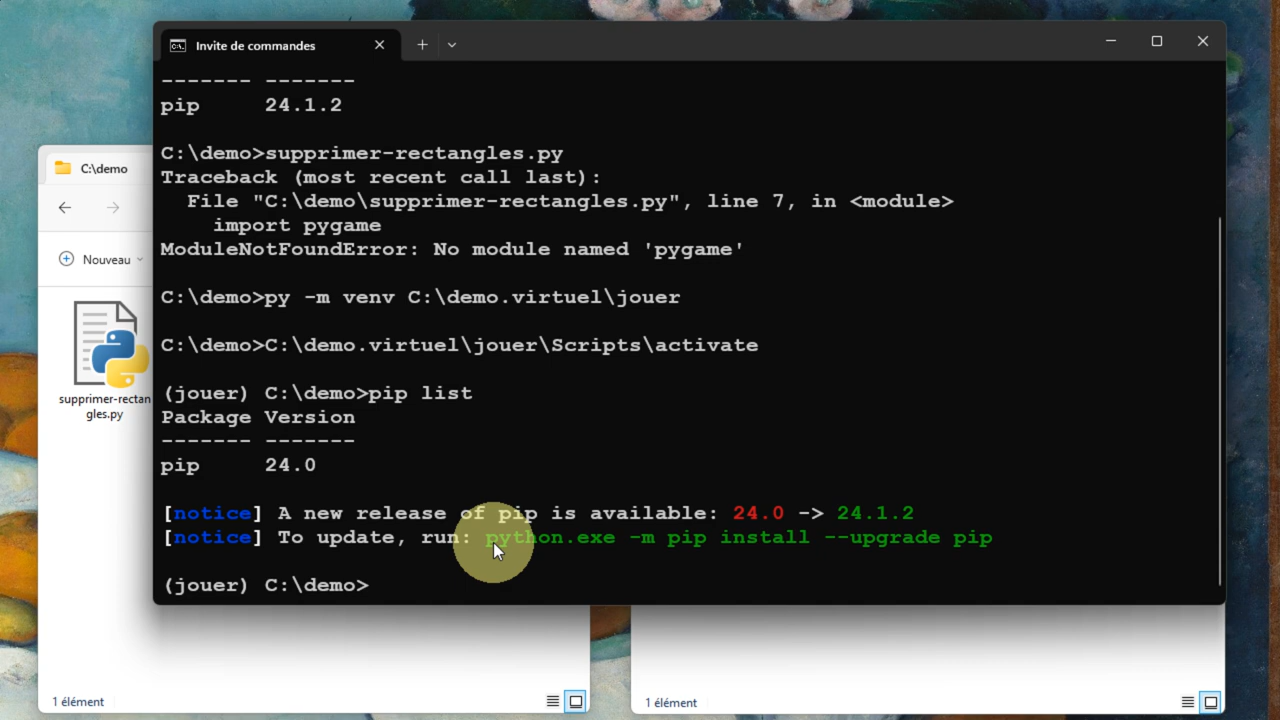 Invite de commandes
------- -------
pip 24.1.2
C:\demo>supprimer-rectangles.py
Traceback (most recent call last):
File "C:\demo\supprimer-rectangles.py", line 7, in <module>
import pygame
ModuleNotFoundError: No module named 'pygame'
C:\demo>py -m venv C:\demo.virtuel\jouer
C:\demo>C:\demo.virtuel\jouer\Scripts\activate
(jouer) C:\demo>pip list
Package Version
------- -------
pip 24.0
[notice] A new release of pip is available: 24.0 -> 24.1.2
[notice] To update, run: python.exe -m pip install --upgrade pip
(jouer) C:\demo>
C:\demo
Nouveau
supprimer-rectan
gles.py
1 élément
1 élément